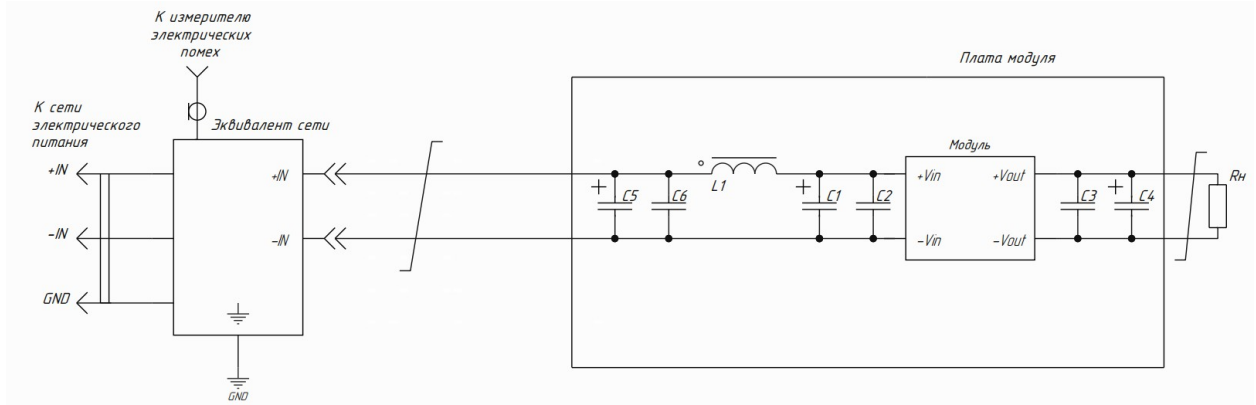 К измерителю
электрических
помех
Плата модуля
К сети
электрического
питания
Эквивалент сети
Модуль
+IN
+IN
L1
+
C5
C6
+
C1
C2
+Vin
+Vout
C3
+
C4
Rн
-IN
-IN
-Vin
-Vout
GND
GND